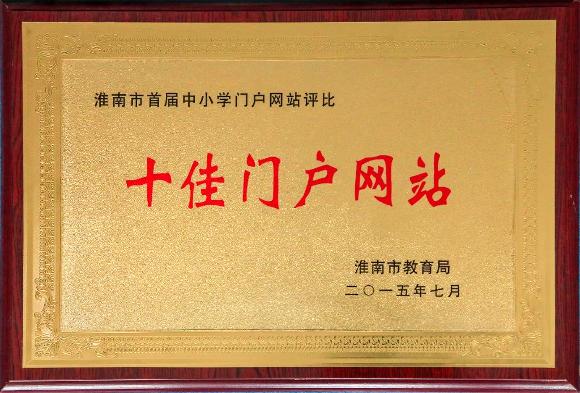 淮南市首届中小学门户网站评比
十佳门户网站
淮南市教育局
二〇一五年七月